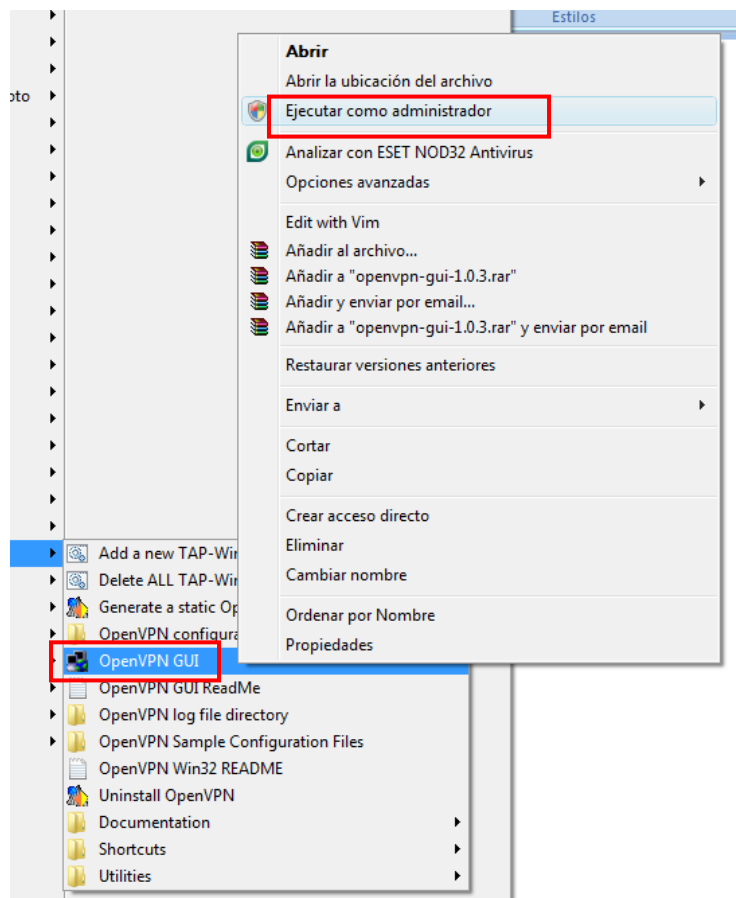 Estilos
Abrir
Abrir la ubicación del archivo
oto
Ejecutar como administrador
Analizar con ESET NOD32 Antivirus
Opciones avanzadas
Edit with Vim
Añadir al archivo...
Añadir a "openvpn-gui-1.0.3.rar"
Añadir y enviar por email...
Añadir a "openvpn-gui-1.0.3.rar" y enviar por email
Restaurar versiones anteriores
Enviar a
Cortar
Copiar
Crear acceso directo
Eliminar
Cambiar nombre
Ordenar por Nombre
Propiedades
Add a new TAP-Wir
Delete ALL TAP-Wir
Generate a static Op
OpenVPN configura
OpenVPN GUI
OpenVPN GUI ReadMe
OpenVPN log file directory
OpenVPN Sample Configuration Files
OpenVPN Win32 README
Uninstall OpenVPN
Documentation
Shortcuts
Utilities